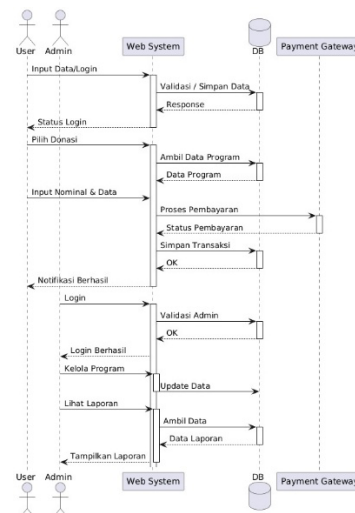 User Admin Web System DB Payment Gateway
Input Data/Login
Validasi / Simpan Data
Response
Status Login
Pilih Donasi
Ambil Data Program
Data Program
Input Nominal & Data
Proses Pembayaran
Status Pembayaran
Simpan Transaksi
OK
Notifikasi Berhasil
Login
Validasi Admin
OK
Login Berhasil
Kelola Program
Update Data
Lihat Laporan
Ambil Data
Data Laporan
Tampilkan Laporan
User Admin Web System DB Payment Gateway